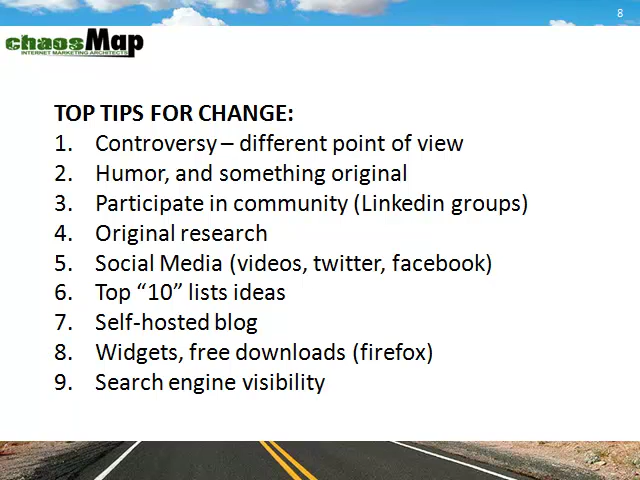 8
chaosMap
INTERNET MARKETING ARCHITECTS
TOP TIPS FOR CHANGE:
1. Controversy – different point of view
2. Humor, and something original
3. Participate in community (Linkedin groups)
4. Original research
5. Social Media (videos, twitter, facebook)
6. Top “10” lists ideas
7. Self-hosted blog
8. Widgets, free downloads (firefox)
9. Search engine visibility